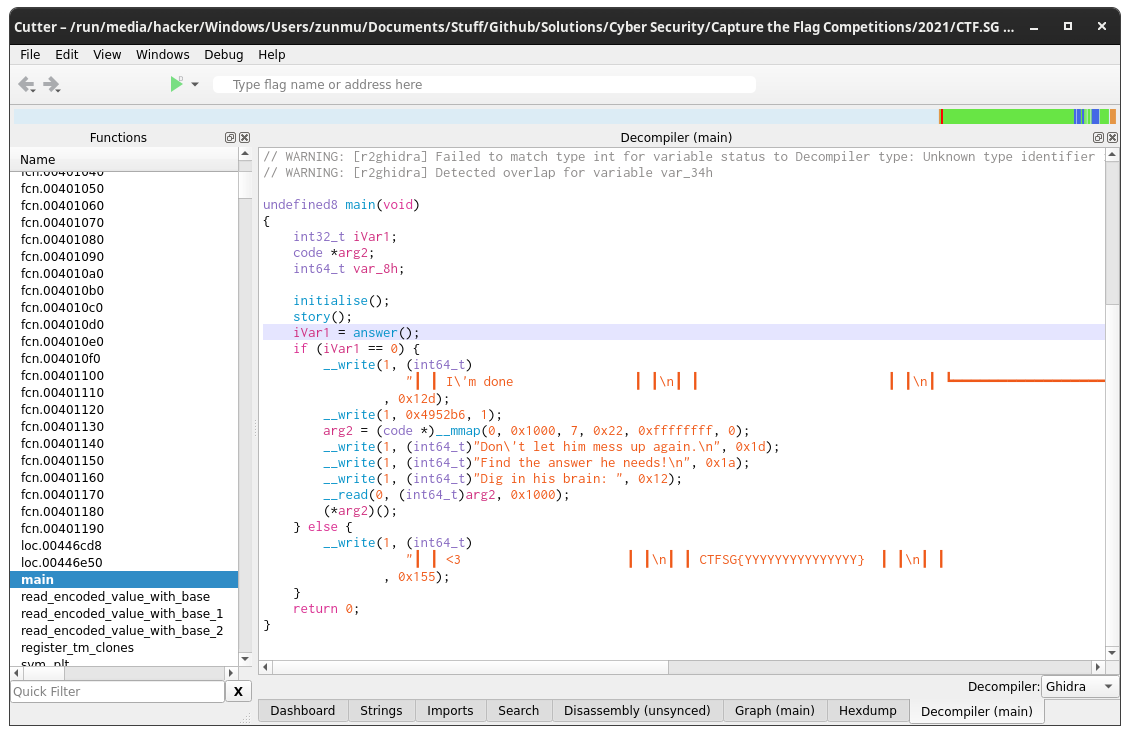 Cutter – /run/media/hacker/Windows/Users/zunmu/Documents/Stuff/Github/Solutions/Cyber Security/Capture the Flag Competitions/2021/CTF.SG ...
File Edit View Windows Debug Help
Type flag name or address here
Functions
Name
fcn.00401040
fcn.00401050
fcn.00401060
fcn.00401070
fcn.00401080
fcn.00401090
fcn.004010a0
fcn.004010b0
fcn.004010c0
fcn.004010d0
fcn.004010e0
fcn.004010f0
fcn.00401100
fcn.00401110
fcn.00401120
fcn.00401130
fcn.00401140
fcn.00401150
fcn.00401160
fcn.00401170
fcn.00401180
fcn.00401190
loc.00446cd8
loc.00446e50
main
read_encoded_value_with_base
read_encoded_value_with_base_1
read_encoded_value_with_base_2
register_tm_clones
sym._nlt
Quick Filter
X
Decompiler (main)
// WARNING: [r2ghidra] Failed to match type int for variable status to Decompiler type: Unknown type identifier
// WARNING: [r2ghidra] Detected overlap for variable var_34h
undefined8 main(void)
{
int32_t iVar1;
code *arg2;
int64_t var_8h;
initialise();
story();
iVar1 = answer();
if (iVar1 == 0) {
__write(1, (int64_t)
"┃ ┃ I\'m done ┃ ┃\n┃ ┃ ┃ ┃\n┃ ┗━━━━━━━━━━━━━━━━
, 0x12d);
__write(1, 0x4952b6, 1);
arg2 = (code *)__mmap(0, 0x1000, 7, 0x22, 0xffffffff, 0);
__write(1, (int64_t)"Don\'t let him mess up again.\n", 0x1d);
__write(1, (int64_t)"Find the answer he needs!\n", 0x1a);
__write(1, (int64_t)"Dig in his brain: ", 0x12);
__read(0, (int64_t)arg2, 0x1000);
(*arg2)();
} else {
__write(1, (int64_t)
"┃ ┃ <3 ┃ ┃\n┃ ┃ CTFSG{YYYYYYYYYYYYYYY} ┃ ┃\n┃ ┃
, 0x155);
}
return 0;
}
Decompiler: Ghidra
Dashboard Strings Imports Search Disassembly (unsynced) Graph (main) Hexdump Decompiler (main)